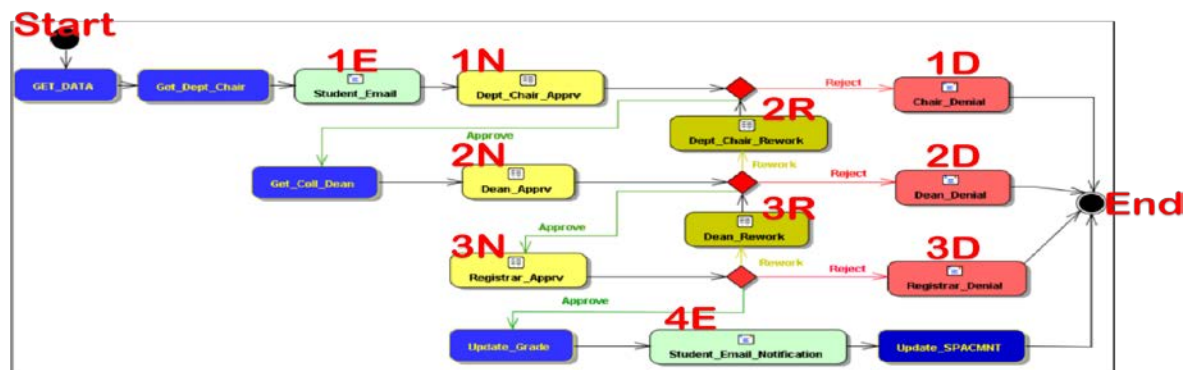 Start
1E
1N
1D
GET_DATA
Get_Dept_Chair
Student_Email
Dept_Chair_Apprv
Reject
Chair_Denial
2R
Approve
Dept_Chair_Rework
2N
2D
Rework
Get_Coll_Dean
Dean_Apprv
Reject
Dean_Denial
End
3R
Approve
Dean_Rework
3N
3D
Rework
Registrar_Apprv
Reject
Registrar_Denial
Approve
4E
Update_Grade
Student_Email_Notification
Update_SPACMNT